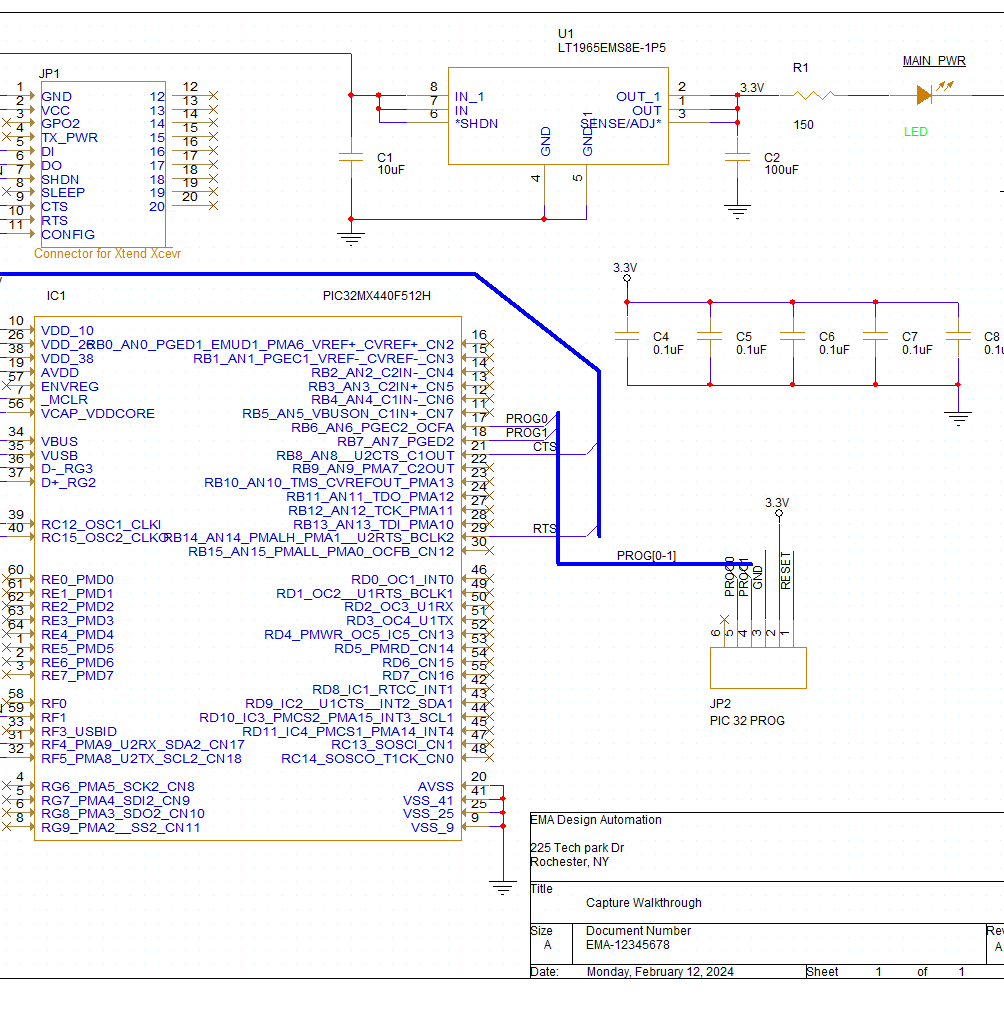 U1
LT1965EMS8E-1P5
JP1
1 GND 12 12
2 VCC 13 13
3 GPO2 14 14
4 TX_PWR 15 15
5 DI 16 16
6 DO 17 17
7 SHDN 18 18
8 SLEEP 19 19
9 CTS 20 20
10 RTS
11 CONFIG
Connector for Xtend Xcevr
8 IN_1 OUT_1 2
7 IN OUT 1
6 *SHDN SENSE/ADJ* 3
GND
GND_1
4
5
C1
10uF
3.3V
C2
100uF
R1
150
MAIN_PWR
LED
3.3V
C4
0.1uF
C5
0.1uF
C6
0.1uF
C7
0.1uF
C8
IC1
PIC32MX440F512H
10 VDD_10
26 VDD_26 RB0_AN0_PGED1_EMUD1_PMA6_VREF+_CVREF+_CN2 16
38 VDD_38 RB1_AN1_PGEC1_VREF-_CVREF-_CN3 15
19 AVDD RB2_AN2_C2IN-_CN4 14
57 ENVREG RB3_AN3_C2IN+_CN5 13
7 _MCLR RB4_AN4_C1IN-_CN6 12
56 VCAP_VDDCORE RB5_AN5_VBUSON_C1IN+_CN7 11
RB6_AN6_PGEC2_OCFA 17
34 VBUS RB7_AN7_PGED2 18
35 VUSB RB8_AN8__U2CTS_C1OUT 21
36 D-_RG3 RB9_AN9_PMA7_C2OUT 22
37 D+_RG2 RB10_AN10_TMS_CVREFOUT_PMA13 23
RB11_AN11_TDO_PMA12 24
RB12_AN12_TCK_PMA11 27
39 RC12_OSC1_CLKI RB13_AN13_TDI_PMA10 28
40 RC15_OSC2_CLKO RB14_AN14_PMALH_PMA1__U2RTS_BCLK2 29
RB15_AN15_PMALL_PMA0_OCFB_CN12 30
60 RE0_PMD0 RD0_OC1_INT0 46
61 RE1_PMD1 RD1_OC2__U1RTS_BCLK1 49
62 RE2_PMD2 RD2_OC3_U1RX 50
63 RE3_PMD3 RD3_OC4_U1TX 51
64 RE4_PMD4 RD4_PMWR_OC5_IC5_CN13 52
1 RE5_PMD5 RD5_PMRD_CN14 53
2 RE6_PMD6 RD6_CN15 54
3 RE7_PMD7 RD7_CN16 55
RD8_IC1_RTCC_INT1 42
58 RF0 RD9_IC2__U1CTS__INT2_SDA1 43
59 RF1 RD10_IC3_PMCS2_PMA15_INT3_SCL1 44
33 RF3_USBID RD11_IC4_PMCS1_PMA14_INT4 45
31 RF4_PMA9_U2RX_SDA2_CN17 RC13_SOSCI_CN1 47
32 RF5_PMA8_U2TX_SCL2_CN18 RC14_SOSCO_T1CK_CN0 48
4 RG6_PMA5_SCK2_CN8 AVSS 20
5 RG7_PMA4_SDI2_CN9 VSS_41 41
6 RG8_PMA3_SDO2_CN10 VSS_25 25
8 RG9_PMA2__SS2_CN11 VSS_9 9
PROG0
PROG1
CTS
RTS
PROG[0-1]
3.3V
PROG0
PROG1
GND
RESET
6 5 4 3 2 1
JP2
PIC 32 PROG
EMA Design Automation
225 Tech park Dr
Rochester, NY
Title
Capture Walkthrough
Size Document Number Rev
A EMA-12345678 A
Date: Monday, February 12, 2024 Sheet 1 of 1